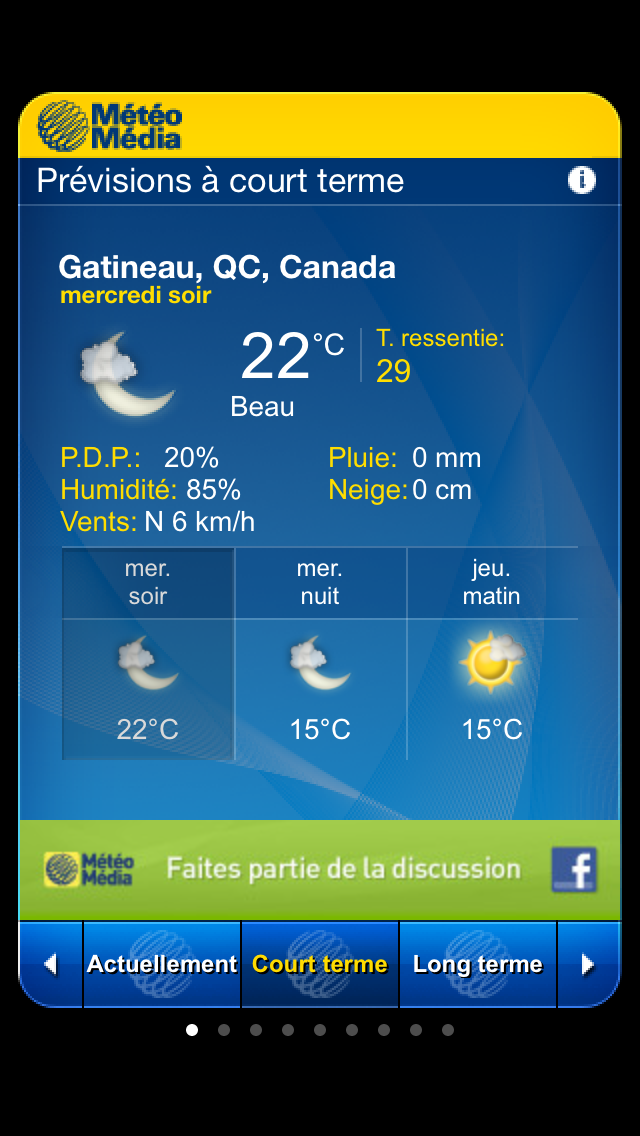 Météo
Média
Prévisions à court terme
i
Gatineau, QC, Canada
mercredi soir
22°C
T. ressentie:
29
Beau
P.D.P.: 20% Pluie: 0 mm
Humidité: 85% Neige: 0 cm
Vents: N 6 km/h
mer. soir
mer. nuit
jeu. matin
22°C 15°C 15°C
Météo
Média
Faites partie de la discussion
f
Actuellement Court terme Long terme